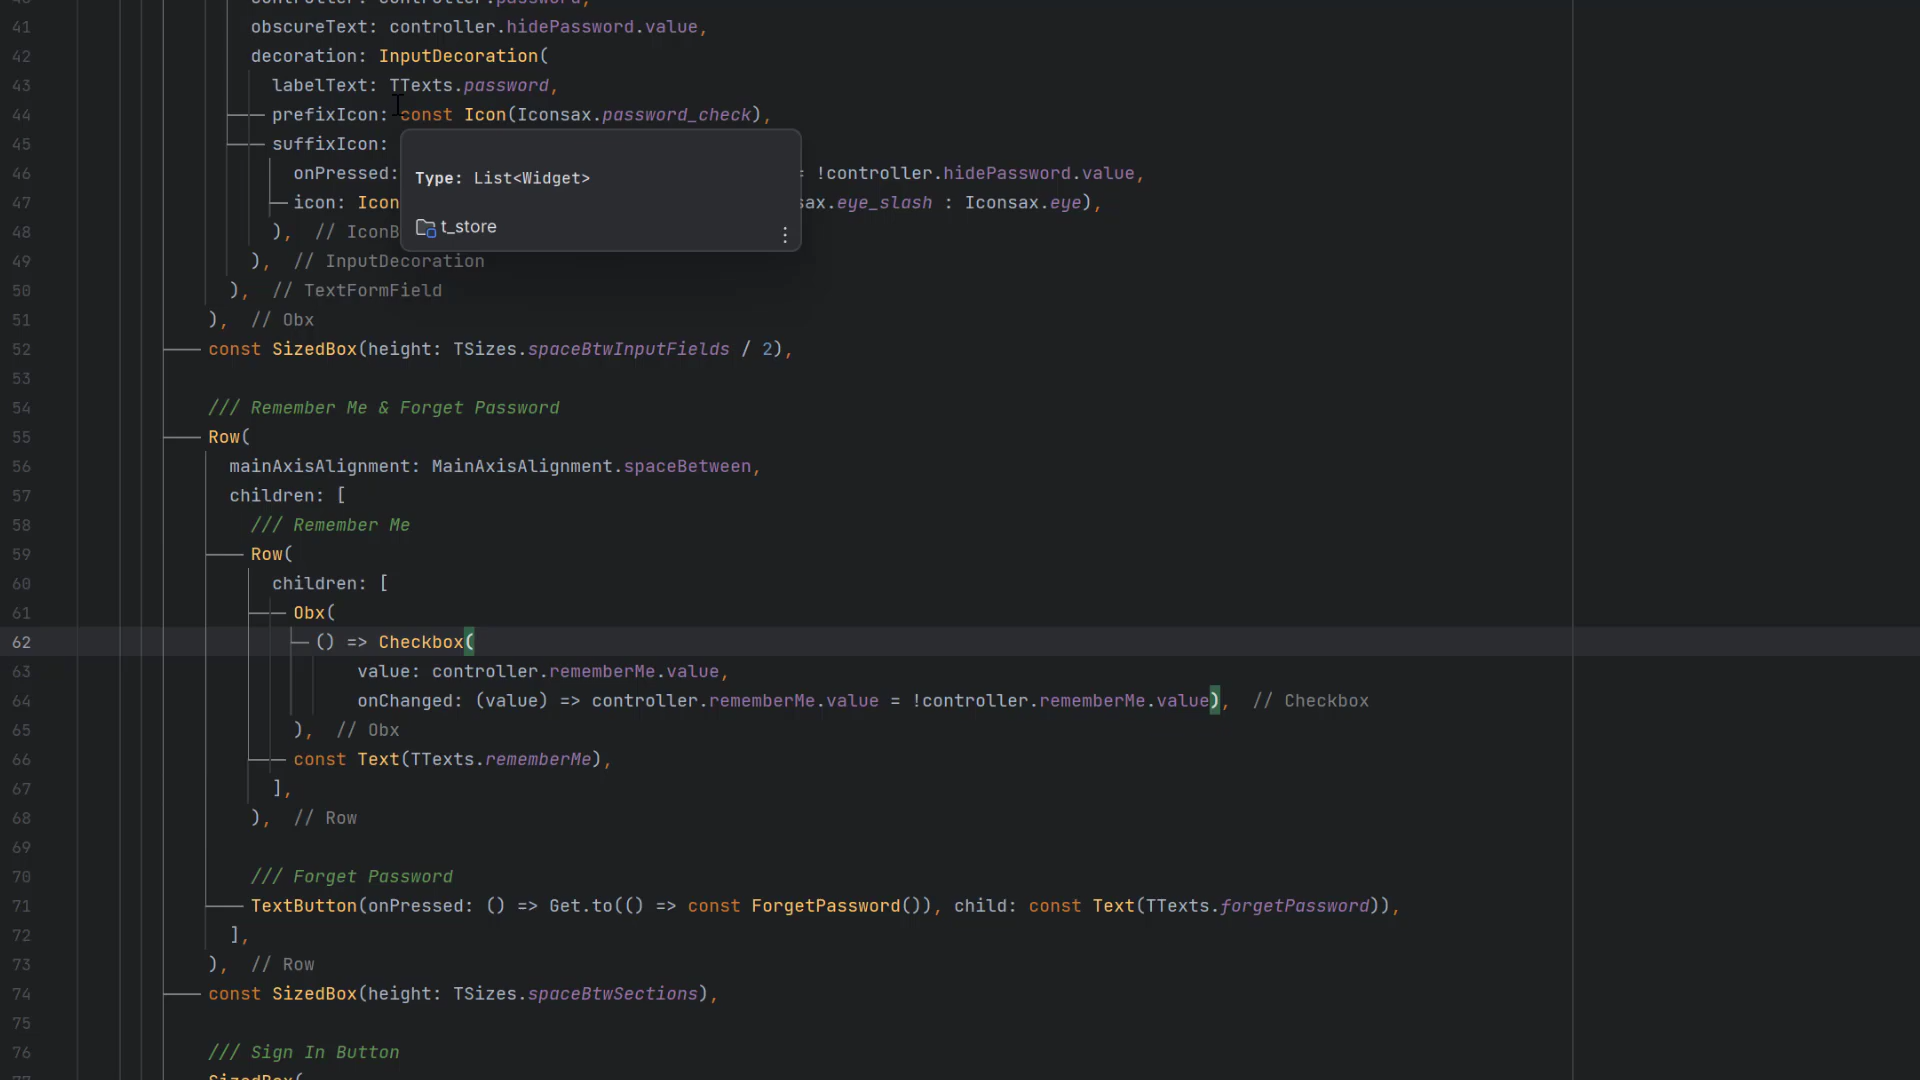 41 obscureText: controller.hidePassword.value,
42 decoration: InputDecoration(
43 labelText: TTexts.password,
44 prefixIcon: const Icon(Iconsax.password_check),
45 suffixIcon:
46 onPressed: = !controller.hidePassword.value,
Type: List<Widget>
47 icon: Icon sax.eye_slash : Iconsax.eye),
t_store
48 ), // IconB
49 ), // InputDecoration
50 ), // TextFormField
51 ), // Obx
52 const SizedBox(height: TSizes.spaceBtwInputFields / 2),
53
54 /// Remember Me & Forget Password
55 Row(
56 mainAxisAlignment: MainAxisAlignment.spaceBetween,
57 children: [
58 /// Remember Me
59 Row(
60 children: [
61 Obx(
62 () => Checkbox(
63 value: controller.rememberMe.value,
64 onChanged: (value) => controller.rememberMe.value = !controller.rememberMe.value), // Checkbox
65 ), // Obx
66 const Text(TTexts.rememberMe),
67 ],
68 ), // Row
69
70 /// Forget Password
71 TextButton(onPressed: () => Get.to(() => const ForgetPassword()), child: const Text(TTexts.forgetPassword)),
72 ],
73 ), // Row
74 const SizedBox(height: TSizes.spaceBtwSections),
75
76 /// Sign In Button
SizedBox(